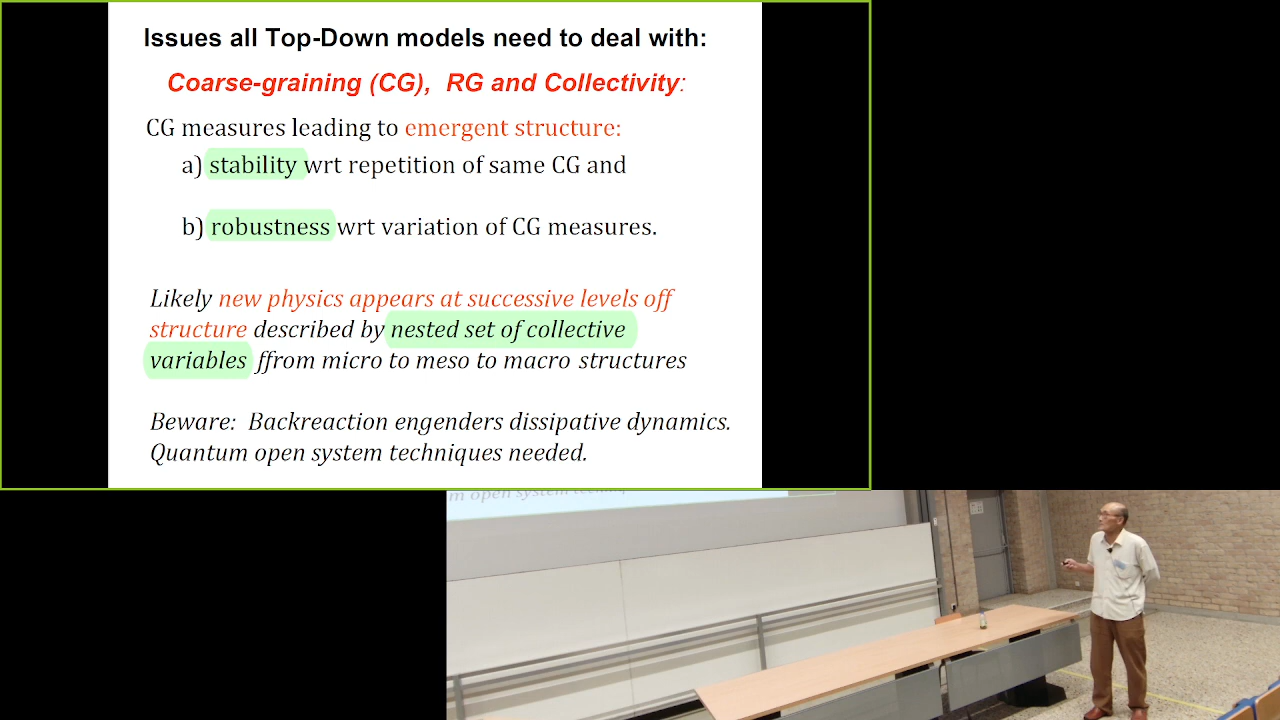 Issues all Top-Down models need to deal with:
Coarse-graining (CG), RG and Collectivity:
CG measures leading to emergent structure:
a) stability wrt repetition of same CG and
b) robustness wrt variation of CG measures.
Likely new physics appears at successive levels off
structure described by nested set of collective
variables ffrom micro to meso to macro structures
Beware: Backreaction engenders dissipative dynamics.
Quantum open system techniques needed.
m open system